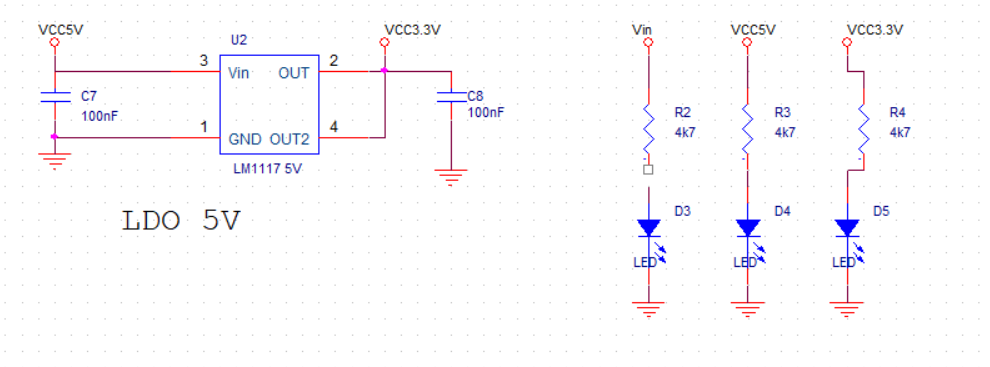 VCC5V
VCC3.3V
Vin
VCC5V
VCC3.3V
U2
3
Vin
OUT
2
C7
100nF
C8
100nF
R2
4k7
R3
4k7
R4
4k7
1
GND OUT2
4
LM1117 5V
LDO 5V
D3
D4
D5
LED
LED
LED